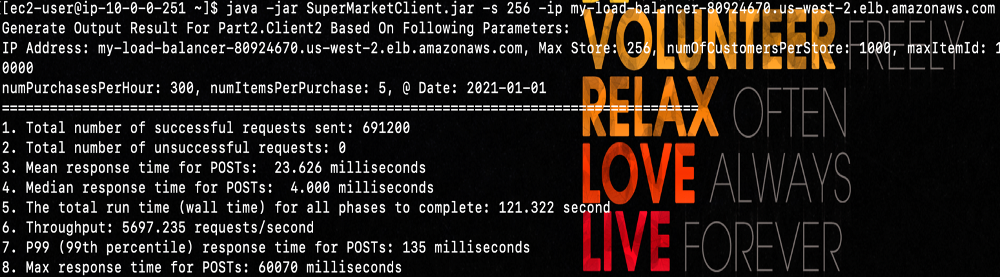 [ec2-user@ip-10-0-0-251 ~]$ java -jar SuperMarketClient.jar -s 256 -ip my-load-balancer-80924670.us-west-2.elb.amazonaws.com
Generate Output Result For Part2.Client2 Based On Following Parameters:
IP Address: my-load-balancer-80924670.us-west-2.elb.amazonaws.com, Max Store: 256, numOfCustomersPerStore: 1000, maxItemId: 1
0000
numPurchasesPerHour: 300, numItemsPerPurchase: 5, @ Date: 2021-01-01
=======================================================================================
1. Total number of successful requests sent: 691200
2. Total number of unsuccessful requests: 0
3. Mean response time for POSTs:  23.626 milliseconds
4. Median response time for POSTs:  4.000 milliseconds
5. The total run time (wall time) for all phases to complete: 121.322 second
6. Throughput: 5697.235 requests/second
7. P99 (99th percentile) response time for POSTs: 135 milliseconds
8. Max response time for POSTs: 60070 milliseconds
VOLUNTEER FREELY
RELAX OFTEN
LOVE ALWAYS
LIVE FOREVER